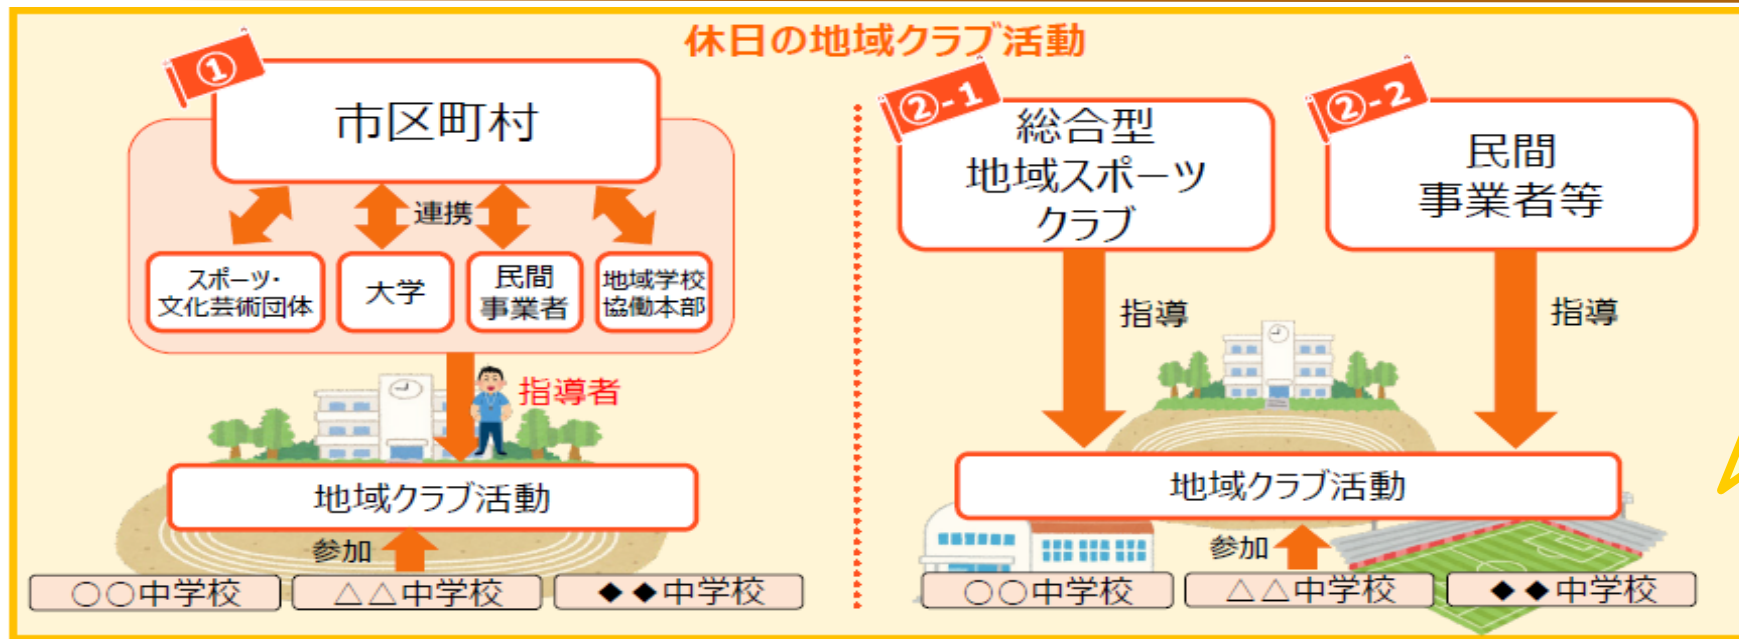 休日の地域クラブ活動
①
市区町村
連携
スポーツ・
文化芸術団体
大学
民間
事業者
地域学校
協働本部
指導者
地域クラブ活動
参加
○○中学校
△△中学校
◆◆中学校
②-1
総合型
地域スポーツ
クラブ
②-2
民間
事業者等
指導
指導
地域クラブ活動
参加
○○中学校
△△中学校
◆◆中学校